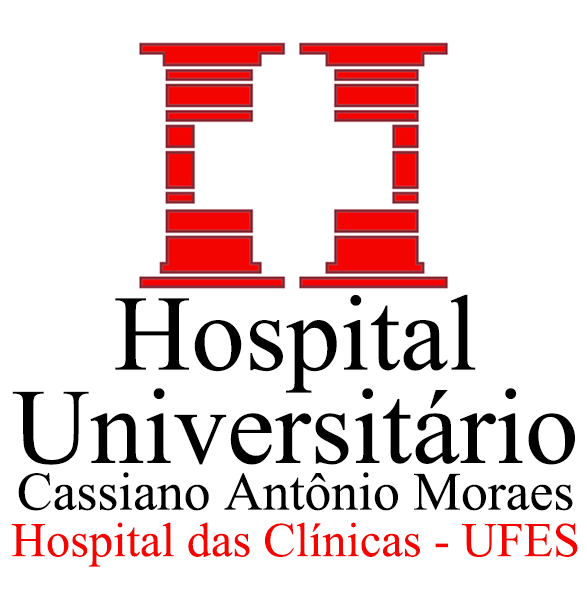 Hospital
Universitário
Cassiano Antônio Moraes
Hospital das Clínicas - UFES